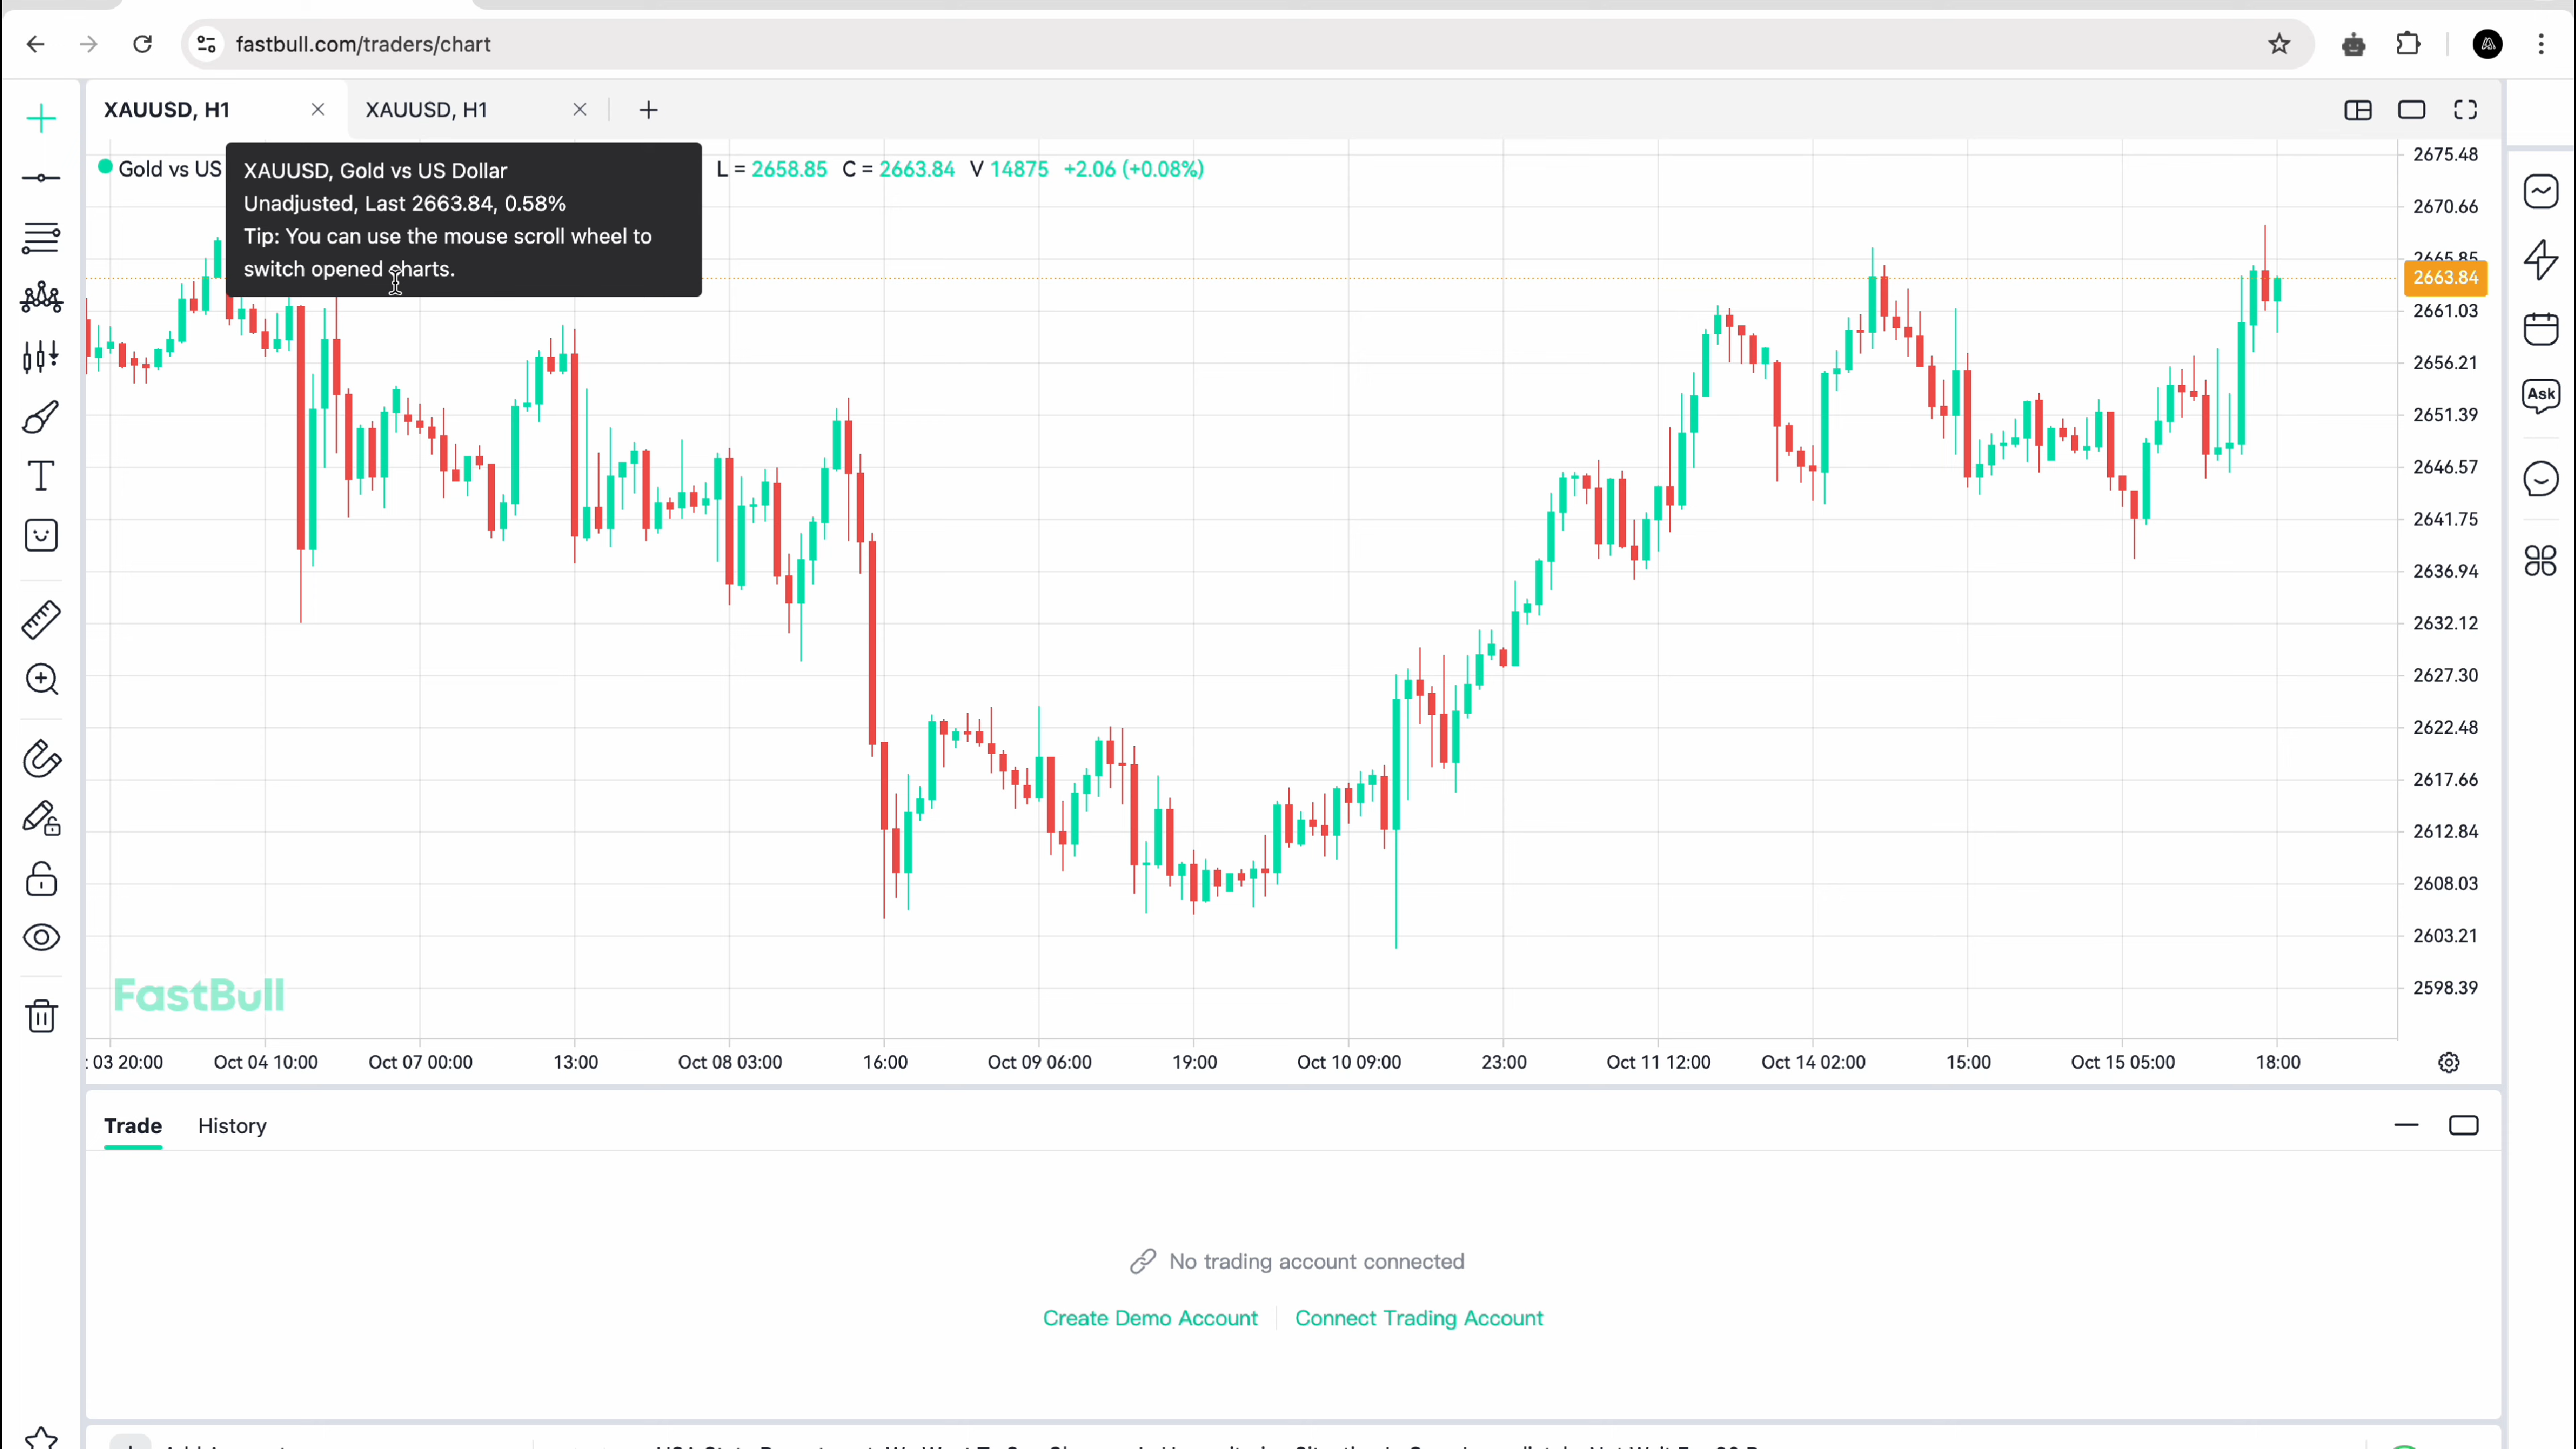 fastbull.com/traders/chart
XAUUSD, H1
XAUUSD, H1
Gold vs US
L = 2658.85 C = 2663.84 V 14875 +2.06 (+0.08%)
XAUUSD, Gold vs US Dollar
Unadjusted, Last 2663.84, 0.58%
Tip: You can use the mouse scroll wheel to
switch opened charts.
2675.48
2670.66
2665.85
2663.84
2661.03
2656.21
2651.39
2646.57
2641.75
2636.94
2632.12
2627.30
2622.48
2617.66
2612.84
2608.03
2603.21
2598.39
Ask
FastBull
03 20:00 Oct 04 10:00 Oct 07 00:00 13:00 Oct 08 03:00 16:00 Oct 09 06:00 19:00 Oct 10 09:00 23:00 Oct 11 12:00 Oct 14 02:00 15:00 Oct 15 05:00 18:00
Trade History
No trading account connected
Create Demo Account Connect Trading Account